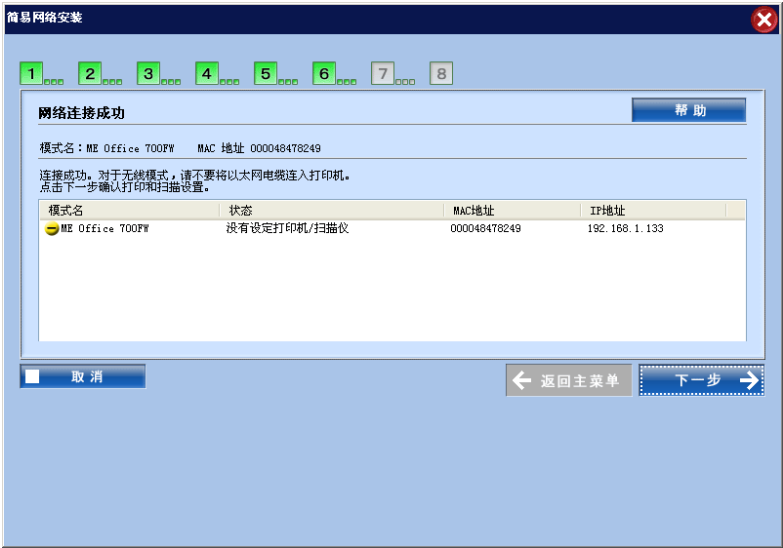 简易网络安装
1 2 3 4 5 6 7 8
网络连接成功
帮助
模式名：ME Office 700FW MAC 地址 000048478249
连接成功。对于无线模式，请不要将以太网电缆连入打印机。
点击下一步确认打印和扫描设置。
模式名 状态 MAC地址 IP地址
ME Office 700FW 没有设定打印机/扫描仪 000048478249 192.168.1.133
取消 返回主菜单 下一步